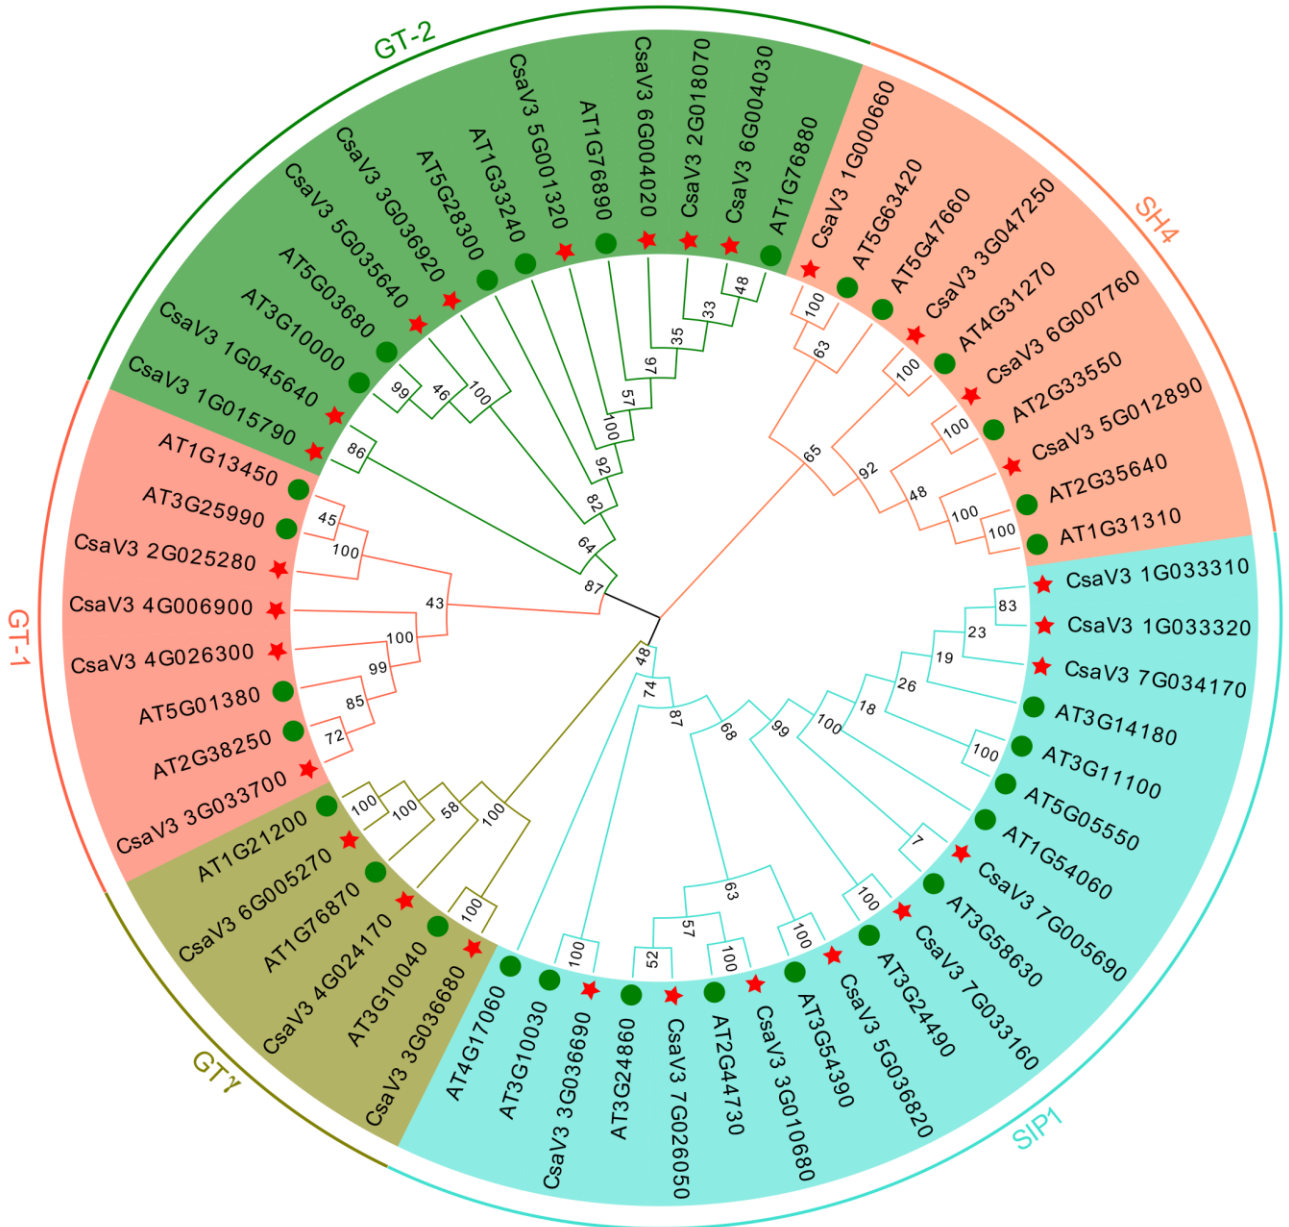 GT-2
SH4
SIP1
GTγ
GT-1
CsaV3 1G000660
AT5G63420
AT5G47660
CsaV3 3G047250
AT4G31270
CsaV3 6G007760
AT2G33550
CsaV3 5G012890
AT2G35640
AT1G31310
CsaV3 1G033310
CsaV3 1G033320
CsaV3 7G034170
AT3G14180
AT3G11100
AT5G05550
AT1G54060
CsaV3 7G005690
AT3G58630
CsaV3 7G033160
AT3G24490
CsaV3 5G036820
AT3G54390
CsaV3 3G010680
AT2G44730
CsaV3 7G026050
AT3G24860
CsaV3 3G036690
AT3G10030
AT4G17060
CsaV3 3G036680
AT3G10040
CsaV3 4G024170
AT1G76870
CsaV3 6G005270
AT1G21200
CsaV3 3G033700
AT2G38250
AT5G01380
CsaV3 4G026300
CsaV3 4G006900
CsaV3 2G025280
AT3G25990
AT1G13450
CsaV3 1G015790
CsaV3 1G045640
AT3G10000
AT5G03680
CsaV3 5G035640
CsaV3 3G036920
AT5G28300
AT1G33240
CsaV3 5G001320
AT1G76890
CsaV3 6G004020
CsaV3 2G018070
CsaV3 6G004030
AT1G76880
100
63
100
65
92
100
48
100
100
83
23
19
26
18
100
100
99
7
68
100
87
63
100
57
100
52
74
100
48
100
100
58
100
100
72
85
99
100
43
100
45
87
86
64
99
46
100
82
92
100
57
97
35
33
48